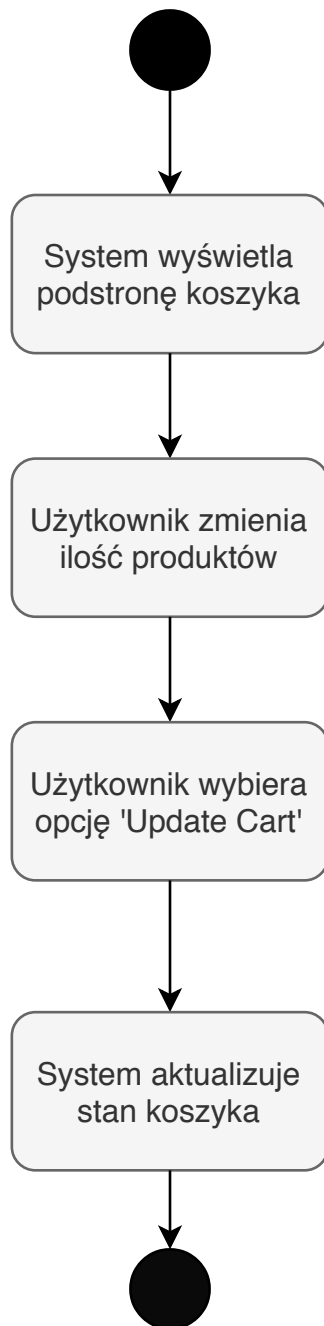 System wyświetla
podstronę koszyka
Użytkownik zmienia
ilość produktów
Użytkownik wybiera
opcję 'Update Cart'
System aktualizuje
stan koszyka